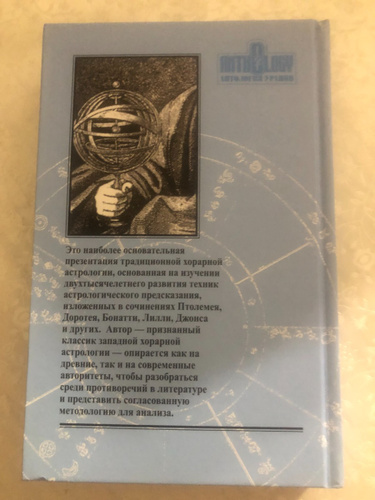 Это наиболее основательная
презентация традиционной хорарной
астрологии, основанная на изучении
двухтысячелетнего развития техник
астрологического предсказания,
изложенных в сочинениях Птолемея,
Доротея, Бонатти, Лилли, Джонса
и других. Автор — признанный
классик западной хорарной
астрологии — опирается как на
древние, так и на современные
авторитеты, чтобы разобраться
среди противоречий в литературе
и представить согласованную
методологию для анализа.